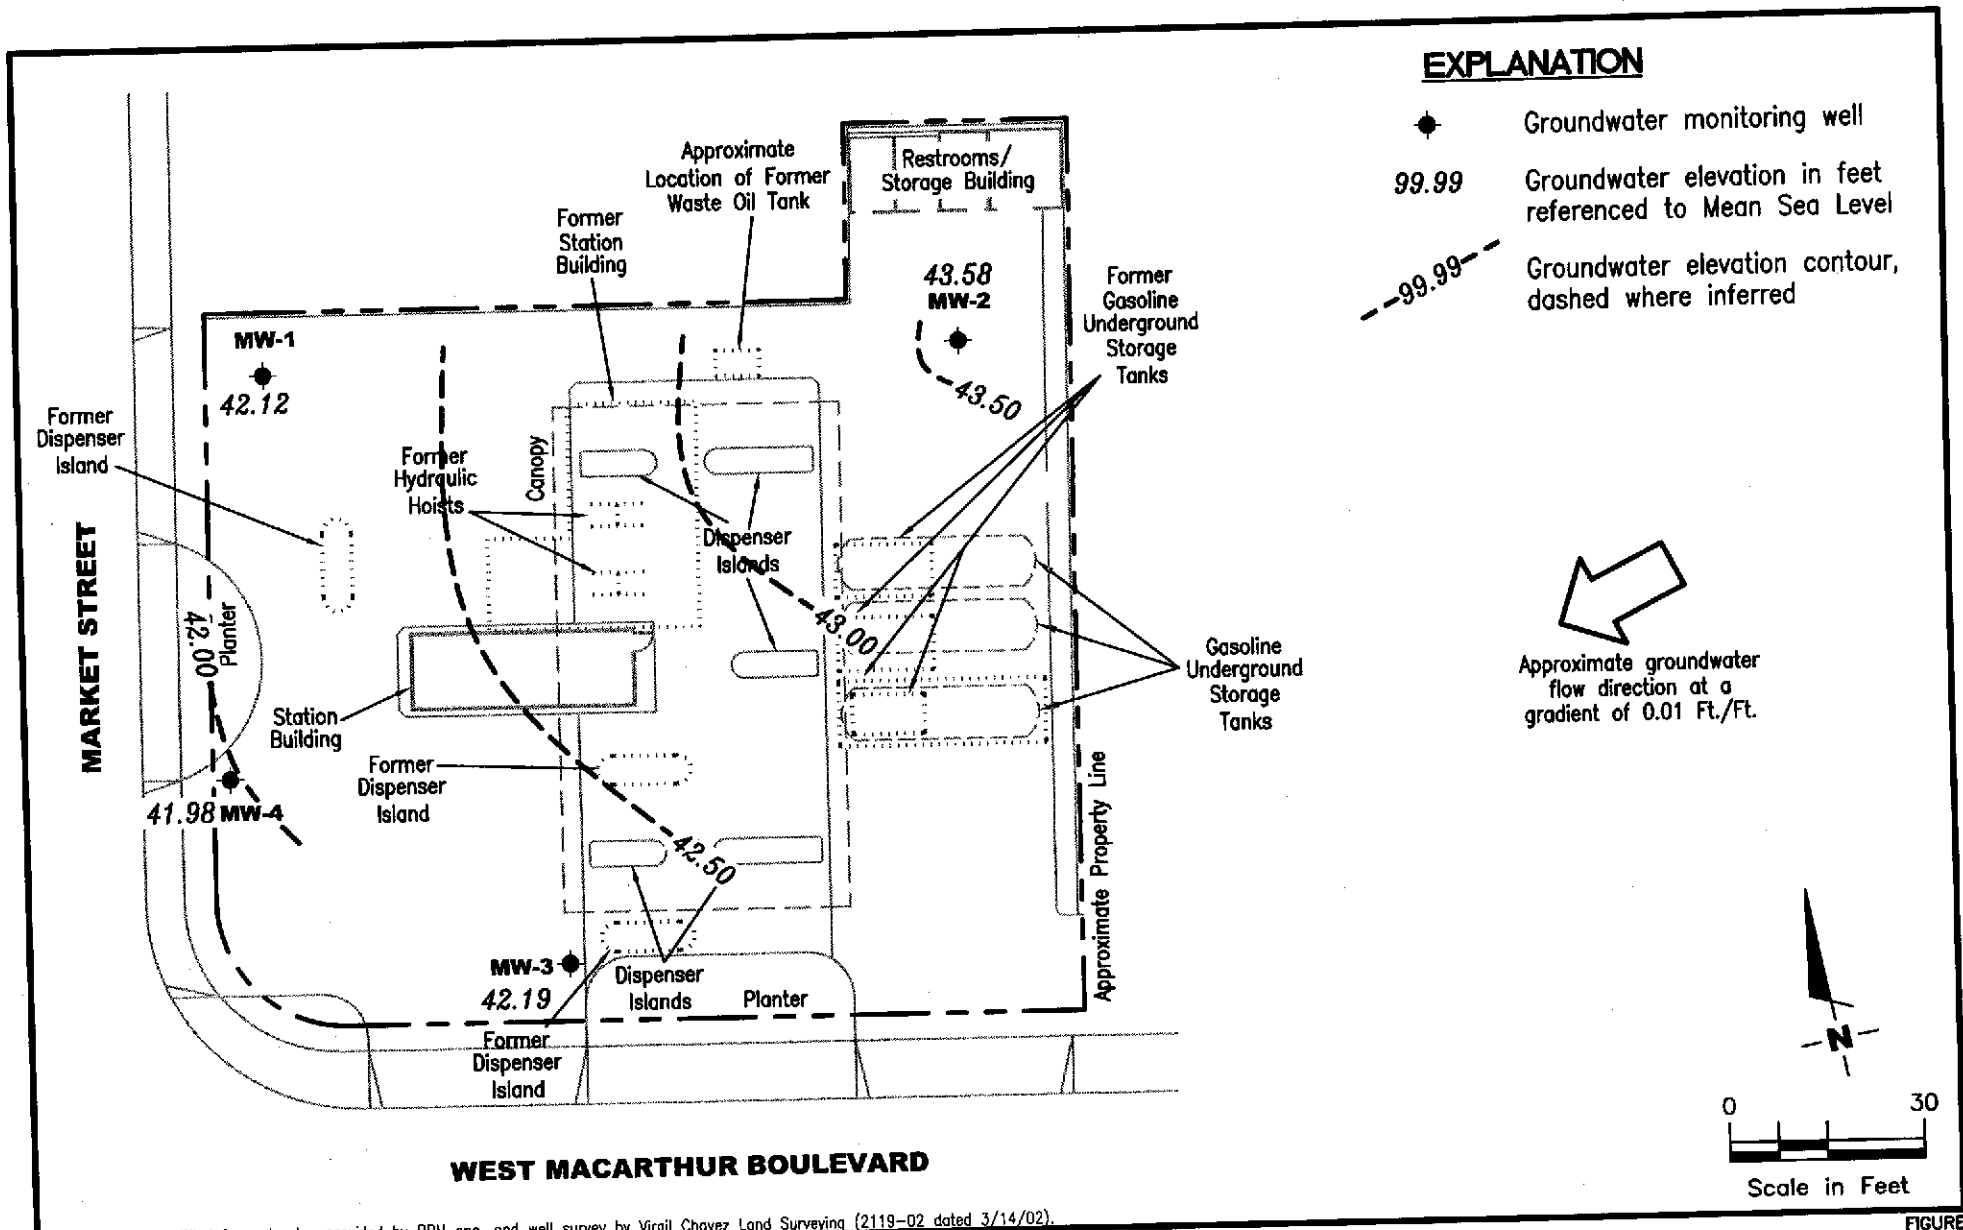 EXPLANATION
Groundwater monitoring well
99.99
Groundwater elevation in feet
referenced to Mean Sea Level
99.99
Groundwater elevation contour,
dashed where inferred
Approximate
Location of Former
Waste Oil Tank
Restrooms/
Storage Building
Former
Station
Building
43.58
MW-2
Former
Gasoline
Underground
Storage
Tanks
MW-1
42.12
43.50
Former
Dispenser
Island
Former
Hydraulic
Hoists
Canopy
Dispenser
Islands
MARKET STREET
Planter
42.00
43.00
Gasoline
Underground
Storage
Tanks
Approximate groundwater
flow direction at a
gradient of 0.01 Ft./Ft.
Station
Building
Former
Dispenser
Island
41.98 MW-4
42.50
Approximate Property Line
MW-3
42.19
Dispenser
Islands
Planter
Former
Dispenser
Island
N
0 30
Scale in Feet
WEST MACARTHUR BOULEVARD
and well survey by Virgil Chavez Land Surveying (2119-02 dated 3/14/02).
FIGURE